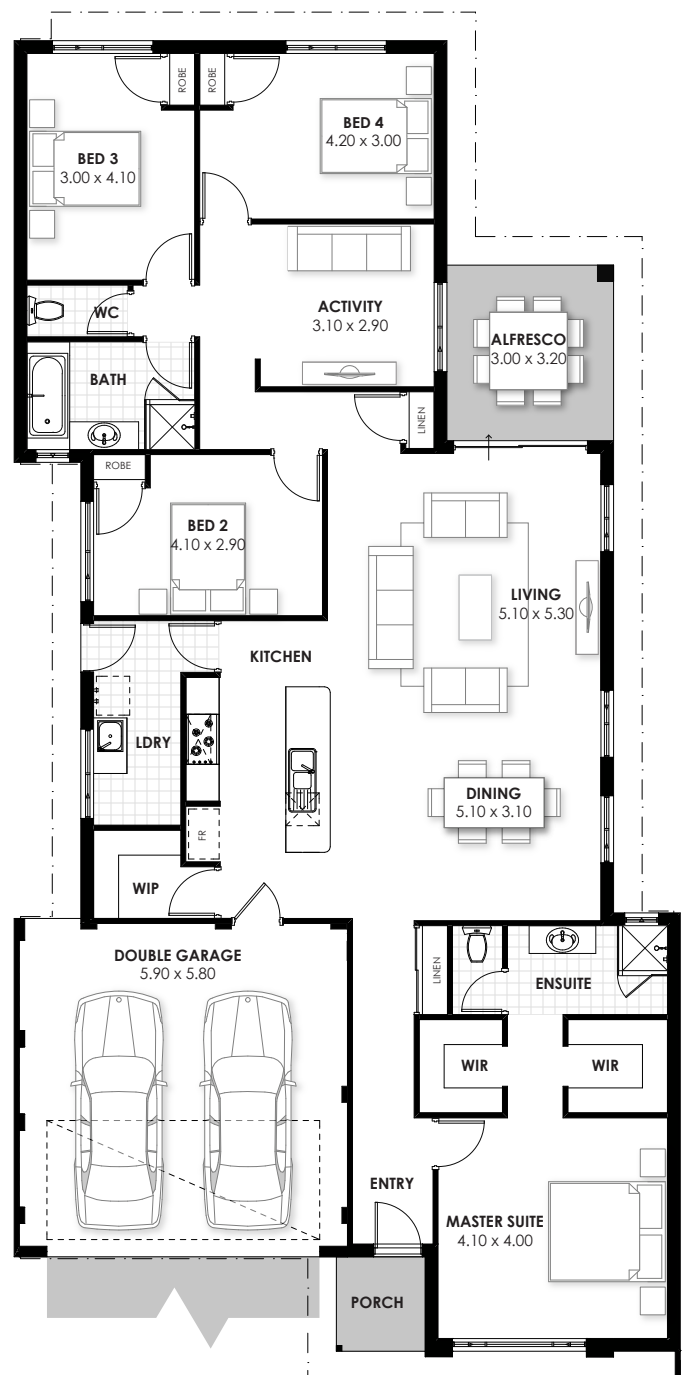 ROBE
ROBE
BED 3
3.00 x 4.10
BED 4
4.20 x 3.00
WC
ACTIVITY
3.10 x 2.90
ALFRESCO
3.00 x 3.20
BATH
LINEN
ROBE
BED 2
4.10 x 2.90
LIVING
5.10 x 5.30
KITCHEN
LDRY
DINING
5.10 x 3.10
FR
WIP
DOUBLE GARAGE
5.90 x 5.80
LINEN
ENSUITE
WIR
WIR
ENTRY
MASTER SUITE
4.10 x 4.00
PORCH